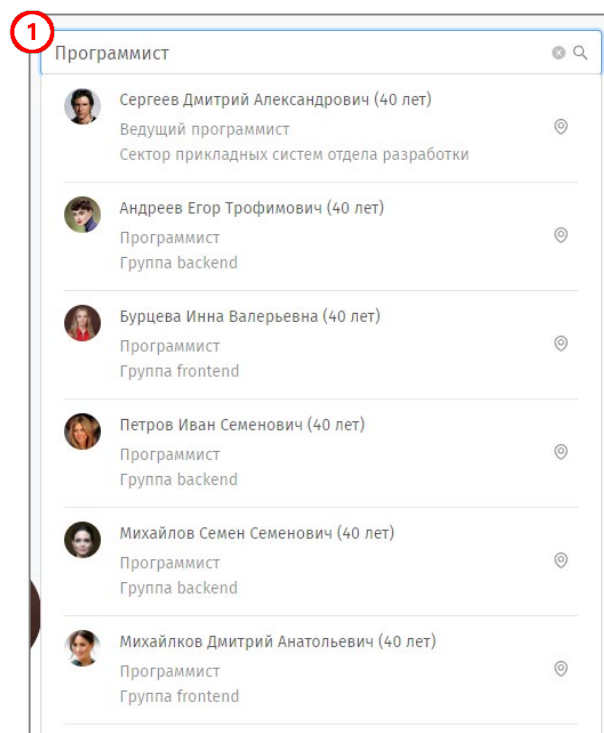 1
Программист
Сергеев Дмитрий Александрович (40 лет)
Ведущий программист
Сектор прикладных систем отдела разработки
Андреев Егор Трофимович (40 лет)
Программист
Группа backend
Бурцева Инна Валерьевна (40 лет)
Программист
Группа frontend
Петров Иван Семенович (40 лет)
Программист
Группа backend
Михайлов Семен Семенович (40 лет)
Программист
Группа backend
Михайлков Дмитрий Анатольевич (40 лет)
Программист
Группа frontend